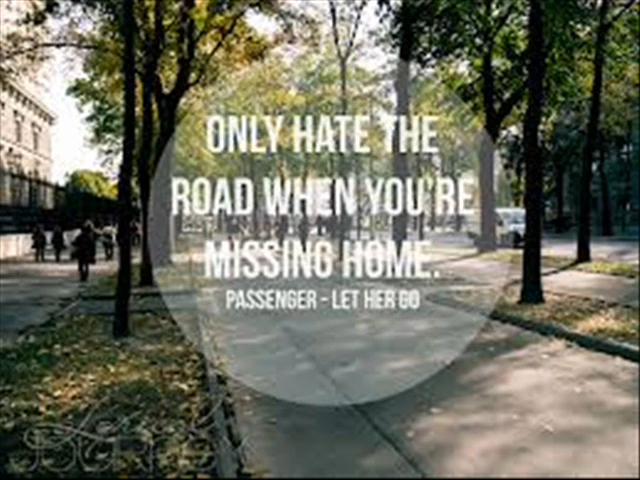 ONLY HATE THE
ROAD WHEN YOU'RE
MISSING HOME.
PASSENGER - LET HER GO